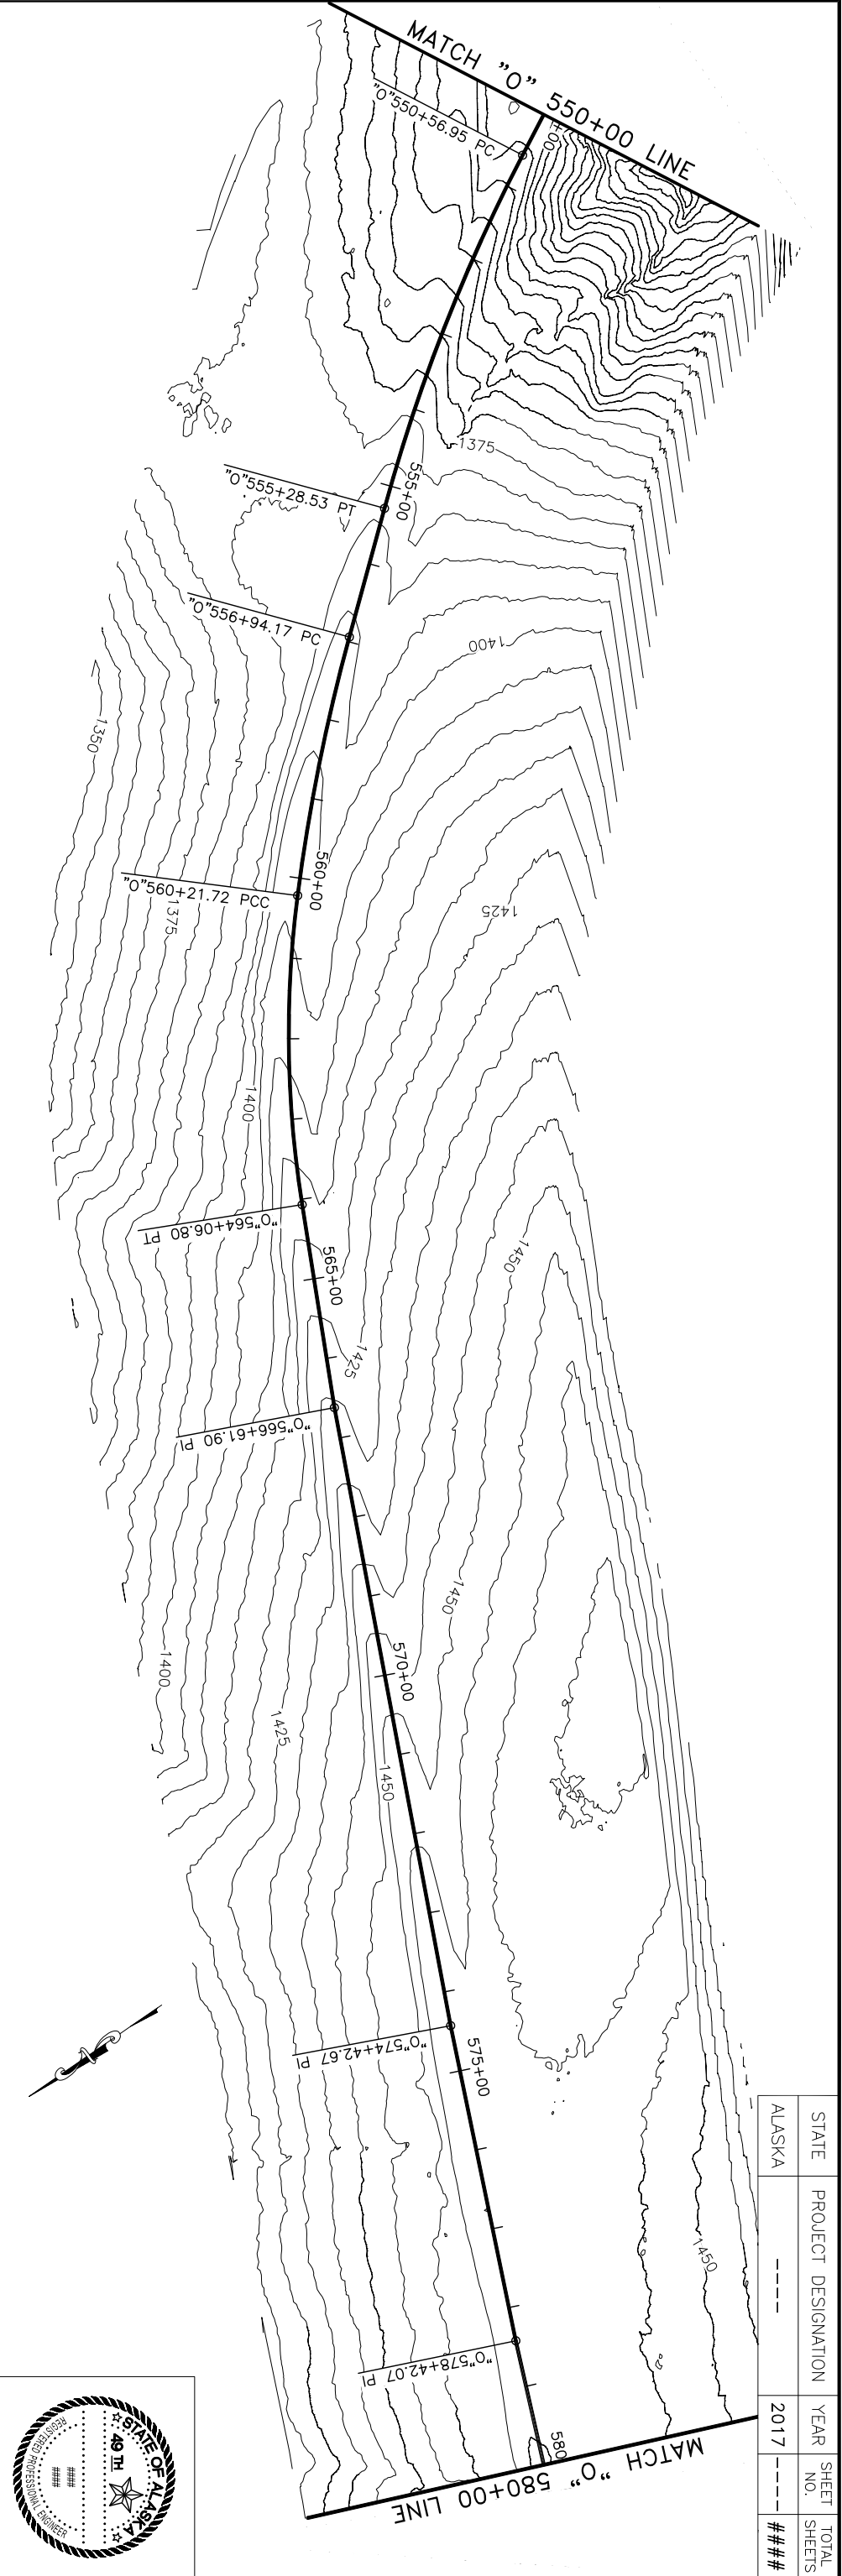 MATCH "O" 550+00 LINE
+00
"O"550+56.95 PC
1375
555+00
"O"555+28.53 PT
"O"556+94.17 PC
1400
1350
560+00
"O"560+21.72 PCC
1375
1425
1400
"O"564+06.80 PT
565+00
1450
1425
"O"566+61.90 PI
1450
1400
570+00
1425
1450
"O"574+42.67 PI
575+00
1450
"O"578+42.07 PI
580
MATCH "O" 580+00 LINE
STATE PROJECT DESIGNATION YEAR SHEET NO. TOTAL SHEETS
ALASKA ---- 2017 ---- ####
STATE OF ALASKA
49 TH
###
###
REGISTERED PROFESSIONAL ENGINEER